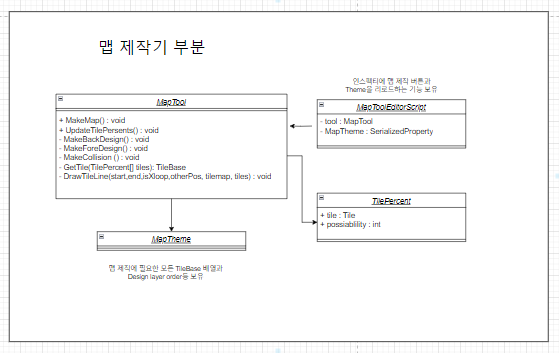 맵 제작기 부분
인스펙터에 맵 제작 버튼과
Theme을 리로드하는 기능 보유
MapTool
+ MakeMap() : void
+ UpdateTilePersents() : void
- MakeBackDesign() : void
- MakeForeDesign() : void
- MakeCollision () : void
- GetTile(TilePercent[] tiles): TileBase
- DrawTileLine(start,end,isXloop,otherPos, tilemap, tiles) : void
MapToolEditorScript
- tool : MapTool
- MapTheme : SerializedProperty
TilePercent
+ tile : Tile
+ possiablility : int
MapTheme
맵 제작에 필요한 모든 TileBase 배열과
Design layer order등 보유